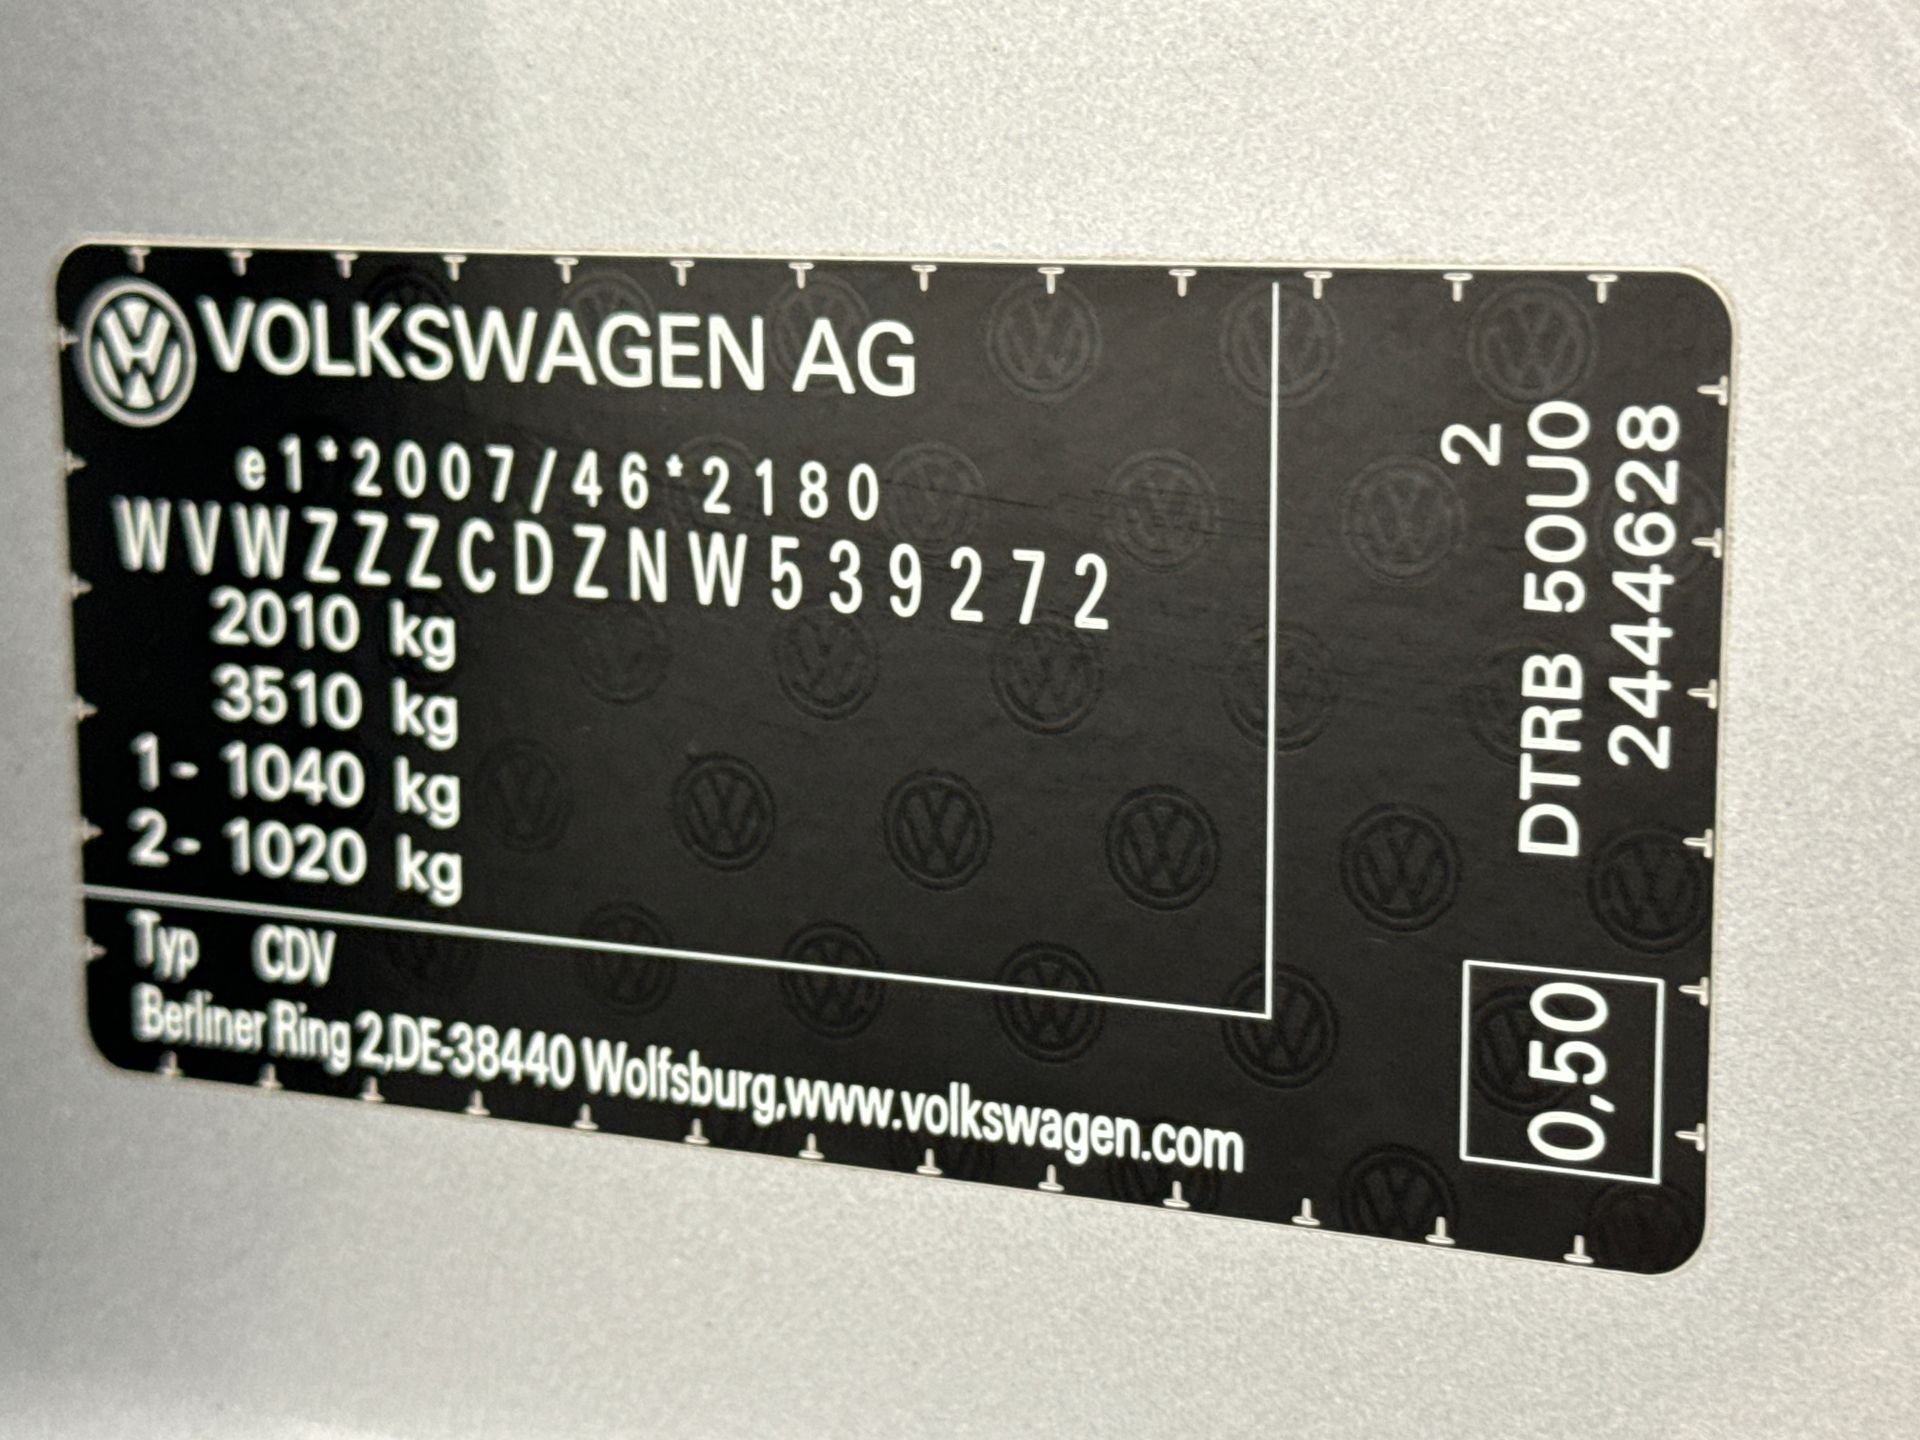 VOLKSWAGEN AG
e1*2007/46*2180
WVWZZZCDZNW539272
2010 kg
3510 kg
1- 1040 kg
2- 1020 kg
Typ CDV
Berliner Ring 2,DE-38440 Wolfsburg,www.volkswagen.com
2
DTRB 50U0
2444628
0,50